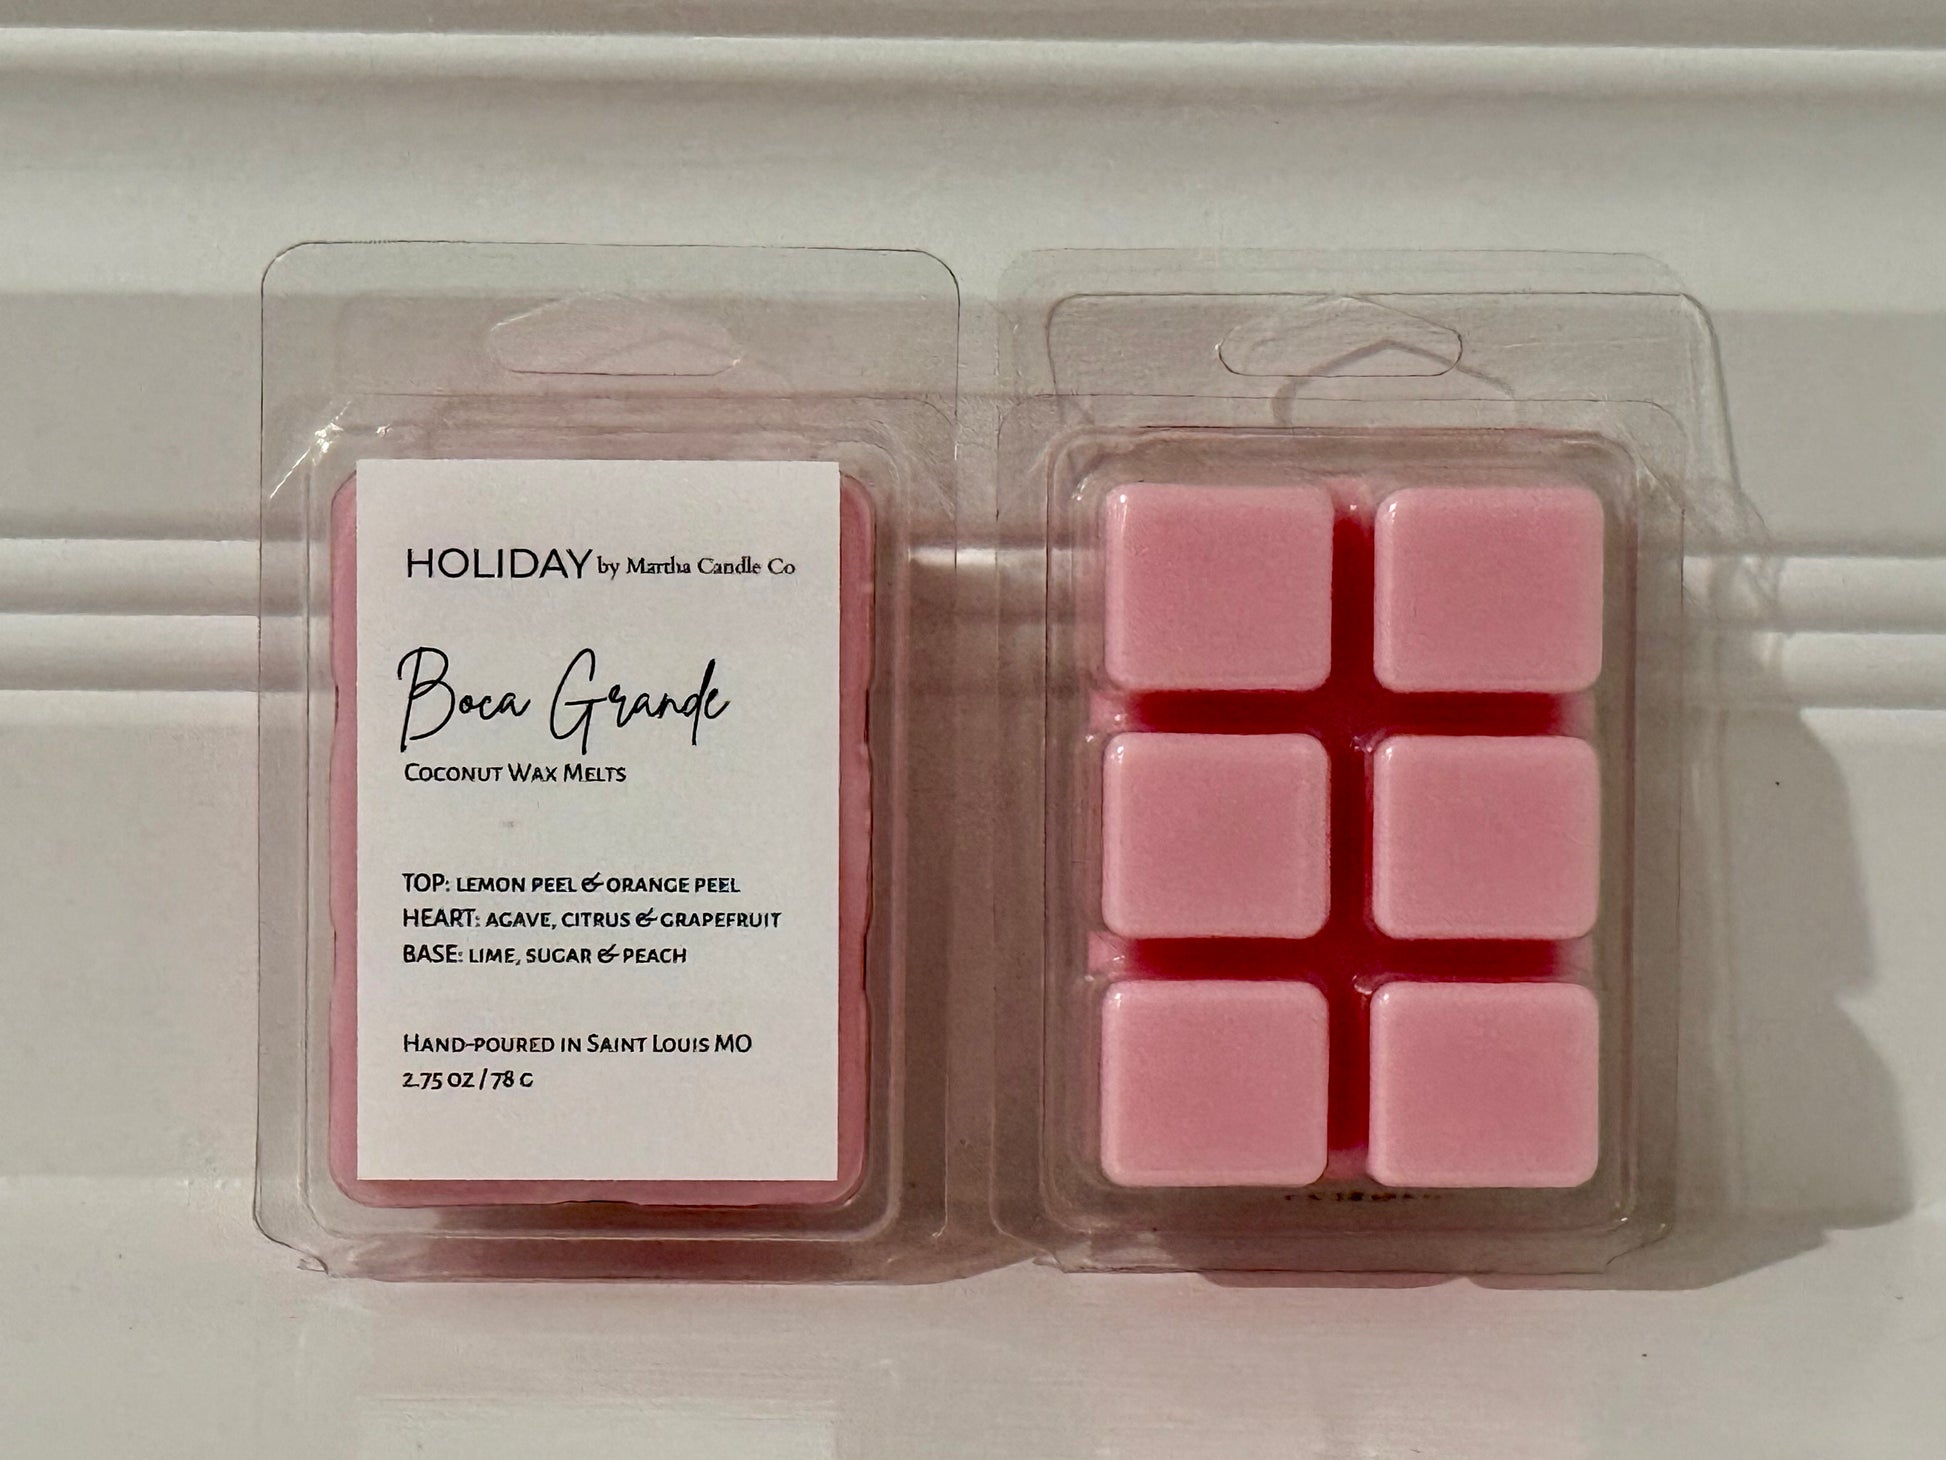 HOLIDAY by Martha Candle Co
Boca Grande
Coconut Wax Melts
TOP: LEMON PEEL & ORANGE PEEL
HEART: AGAVE, CITRUS & GRAPEFRUIT
BASE: LIME, SUGAR & PEACH
HAND-POURED IN SAINT LOUIS MO
2.75 OZ / 78 G